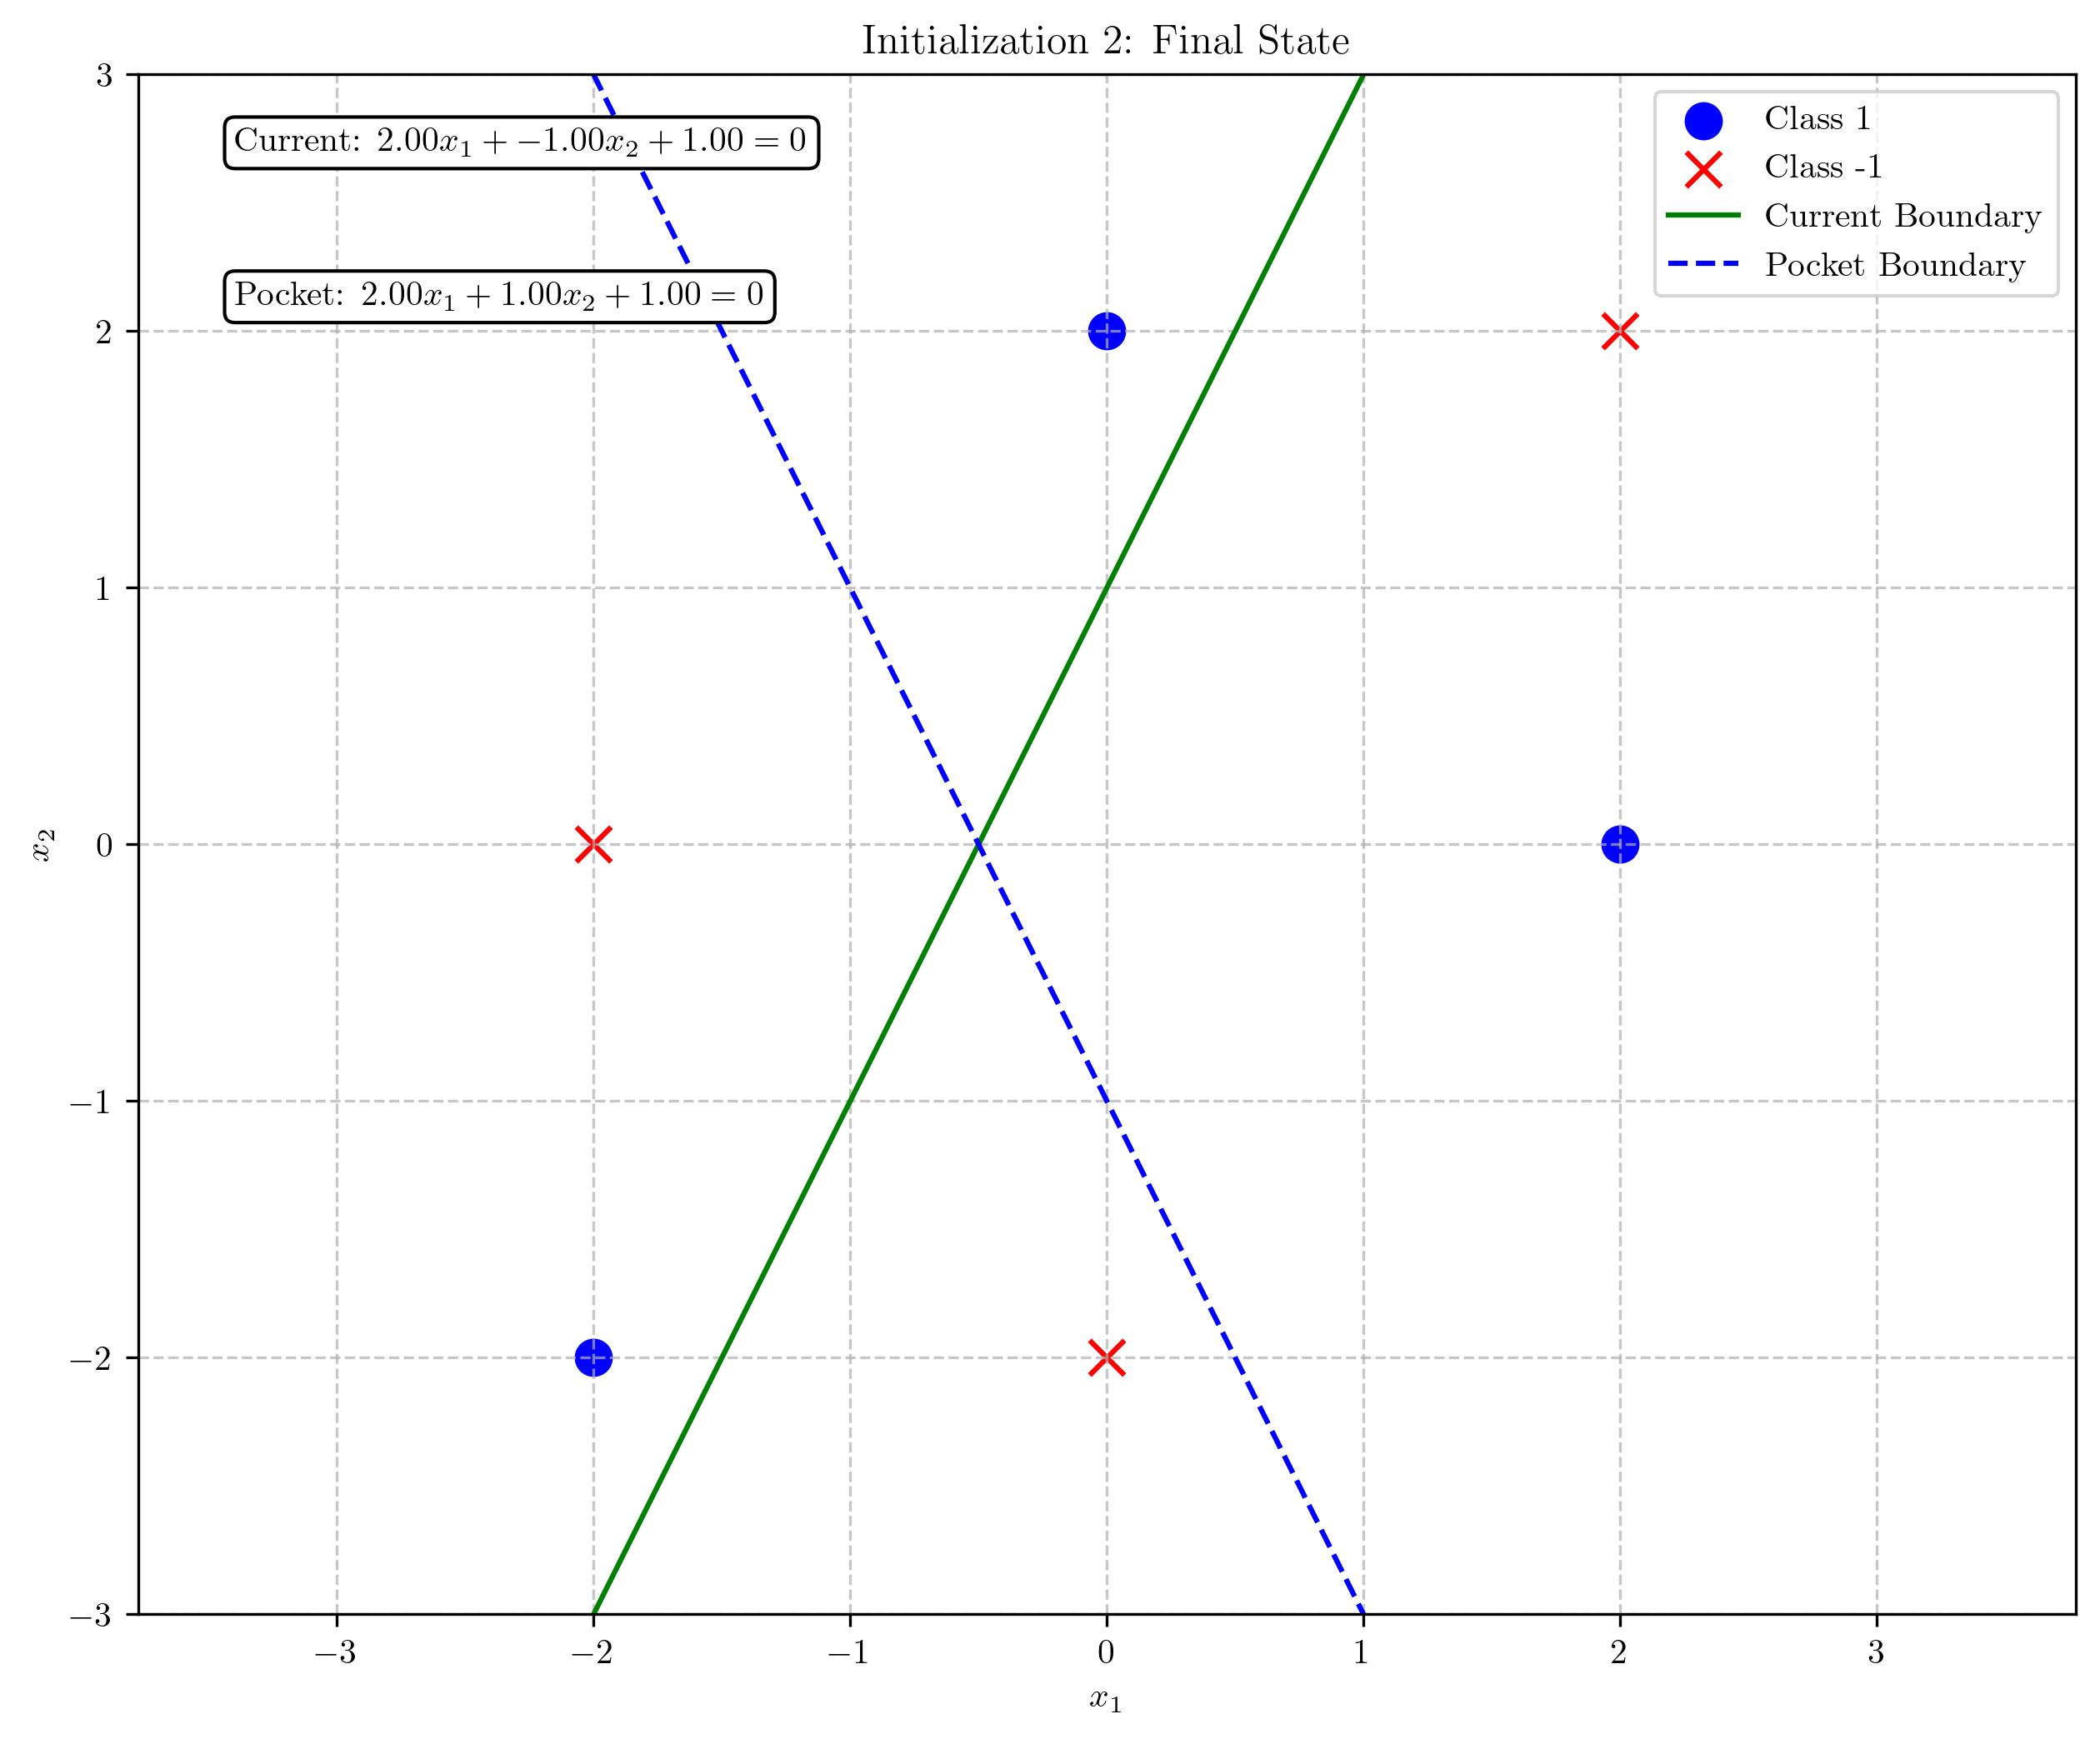 Initialization 2: Final State
Current: 2.00x₁ + −1.00x₂ + 1.00 = 0
Pocket: 2.00x₁ + 1.00x₂ + 1.00 = 0
Class 1
Class -1
Current Boundary
Pocket Boundary
3
2
1
0
−1
−2
−3
x₂
−3
−2
−1
0
1
2
3
x₁